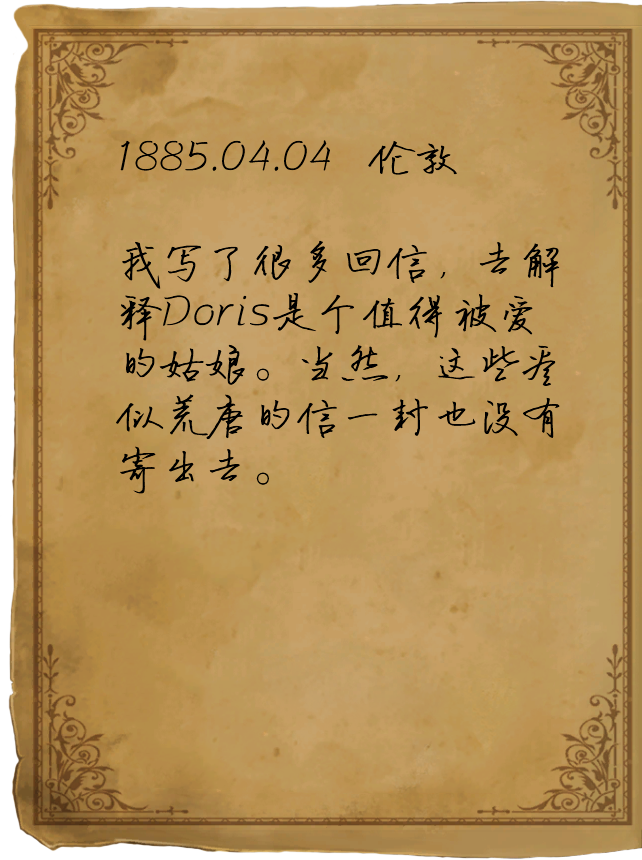 1885.04.04 伦敦
我写了很多回信，去解
释Doris是个值得被爱
的姑娘。当然，这些看
似荒唐的信一封也没有
寄出去。